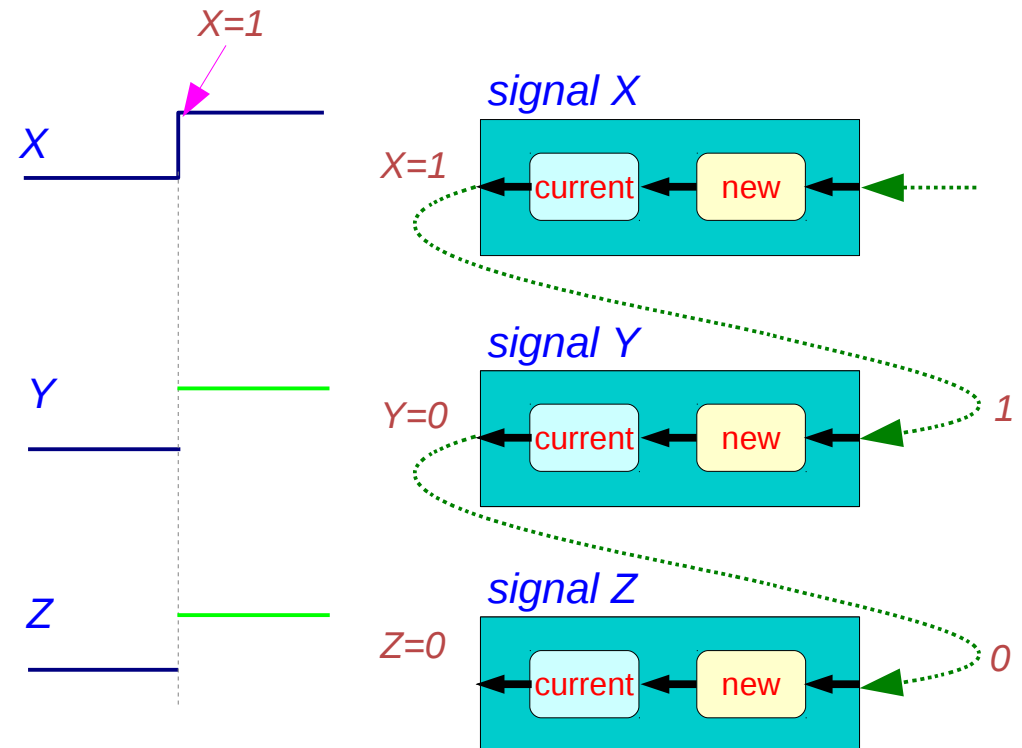 X=1
signal X
X
X=1
current
new
signal Y
Y
Y=0
current
new
1
signal Z
Z
Z=0
current
new
0